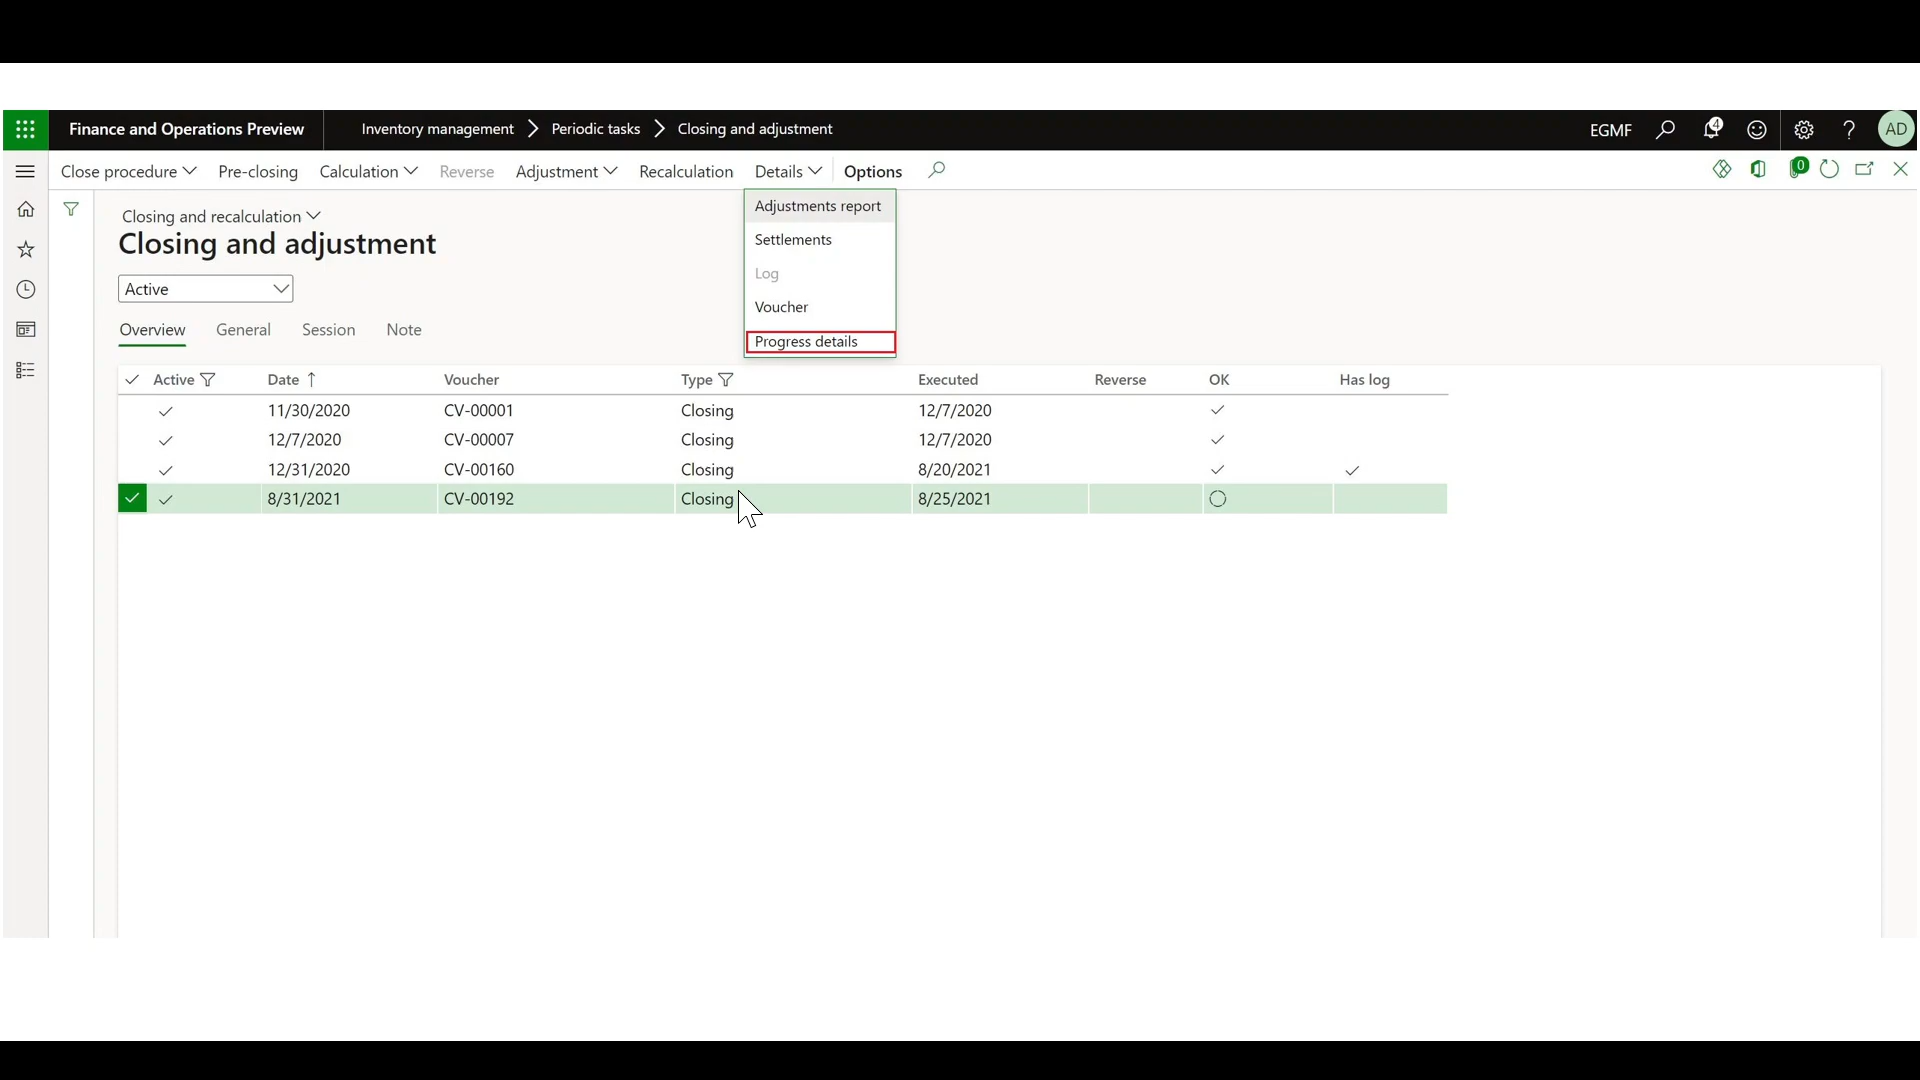 Finance and Operations Preview Inventory management Periodic tasks Closing and adjustment EGMF 4 ? AD
Close procedure Pre-closing Calculation Reverse Adjustment Recalculation Details Options 0
Adjustments report
Settlements
Log
Voucher
Progress details
Closing and recalculation
Closing and adjustment
Active
Overview General Session Note
Active Date Voucher Type Executed Reverse OK Has log
11/30/2020 CV-00001 Closing 12/7/2020
12/7/2020 CV-00007 Closing 12/7/2020
12/31/2020 CV-00160 Closing 8/20/2021
8/31/2021 CV-00192 Closing 8/25/2021